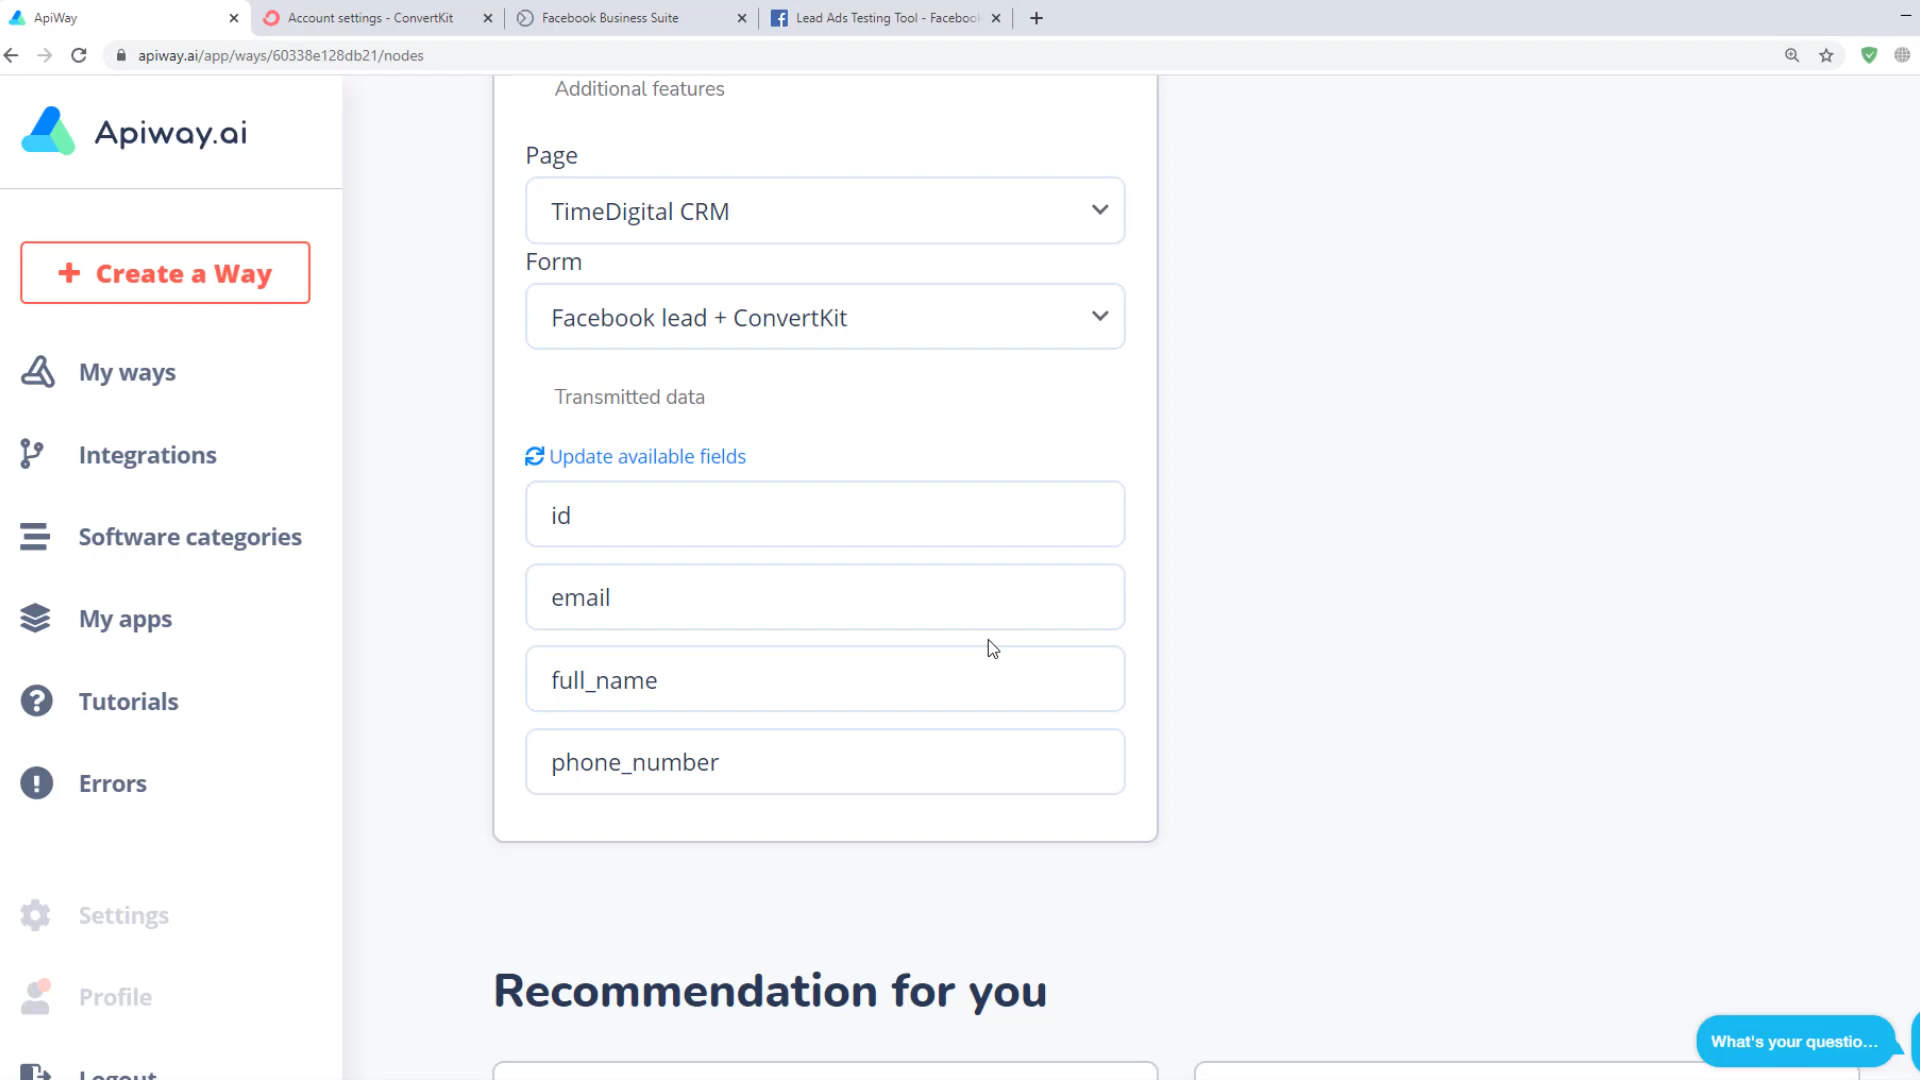 ApiWay
Account settings - ConvertKit
Facebook Business Suite
Lead Ads Testing Tool - Facebook
apiway.ai/app/ways/60338e128db21/nodes
Apiway.ai
Create a Way
My ways
Integrations
Software categories
My apps
Tutorials
Errors
Settings
Profile
Logout
Additional features
Page
TimeDigital CRM
Form
Facebook lead + ConvertKit
Transmitted data
Update available fields
id
email
full_name
phone_number
Recommendation for you
What's your questio...